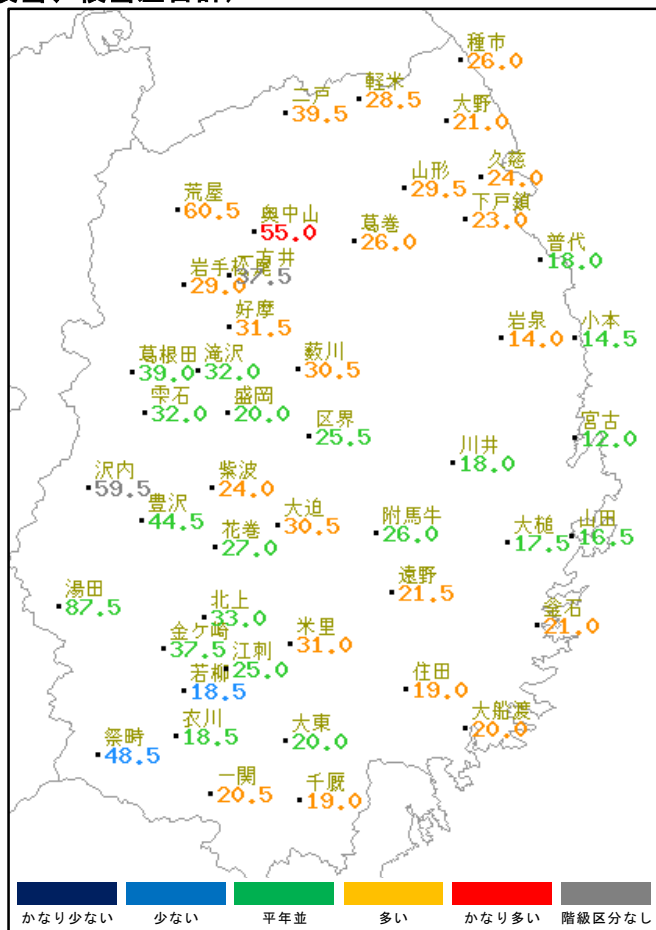 種市
26.0
軽米
28.5
二戸
39.5
大野
21.0
久慈
24.0
山形
29.5
下戸鎖
23.0
荒屋
60.5
奥中山
55.0
葛巻
26.0
普代
18.0
岩手松尾
29.0
一方井
37.5
好摩
31.5
岩泉
14.0
小本
14.5
葛根田
39.0
滝沢
32.0
薮川
30.5
雫石
32.0
盛岡
20.0
区界
25.5
宮古
12.0
川井
18.0
沢内
59.5
紫波
24.0
豊沢
44.5
大迫
30.5
附馬牛
26.0
大槌
17.5
山田
16.5
花巻
27.0
遠野
21.5
湯田
87.5
北上
33.0
釜石
21.0
金ケ崎
37.5
米里
31.0
江刺
25.0
若柳
18.5
住田
19.0
大船渡
20.0
衣川
18.5
大東
20.0
祭畤
48.5
一関
20.5
千厩
19.0
かなり少ない 少ない 平年並 多い かなり多い 階級区分なし